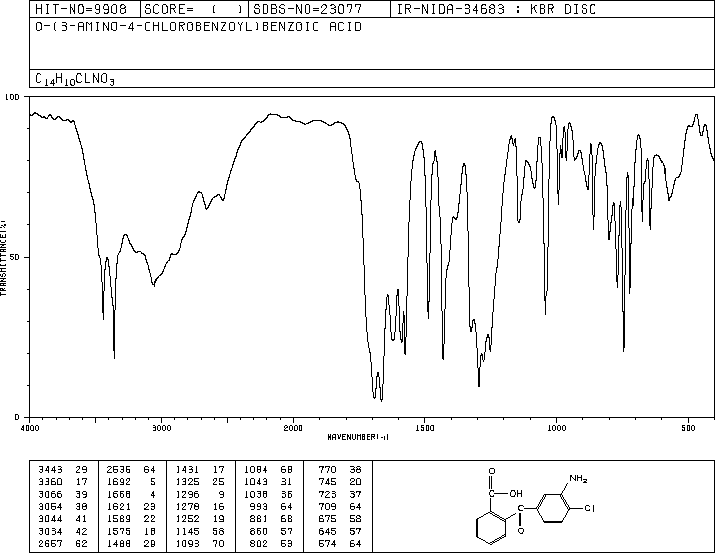 HIT-NO=9908 SCORE= ( ) SDBS-NO=23077 IR-NIDA-34683 : KBR DISC
O-(3-AMINO-4-CHLOROBENZOYL)BENZOIC ACID
C14H10CLNO3
100
50
0
TRANSMITTANCE(%)
4000 3000 2000 1500 1000 500
WAVENUMBER(-1)
3443 29 2536 64 1431 17 1084 68 770 38
3360 17 1692 5 1325 25 1043 31 745 20
3066 39 1668 4 1296 9 1038 36 723 37
3054 38 1621 23 1278 16 993 64 709 64
3044 41 1589 22 1252 19 881 68 675 58
3034 42 1575 18 1145 58 860 57 645 57
2657 62 1488 29 1093 70 802 53 574 64
O
C OH
C
O
NH2
Cl